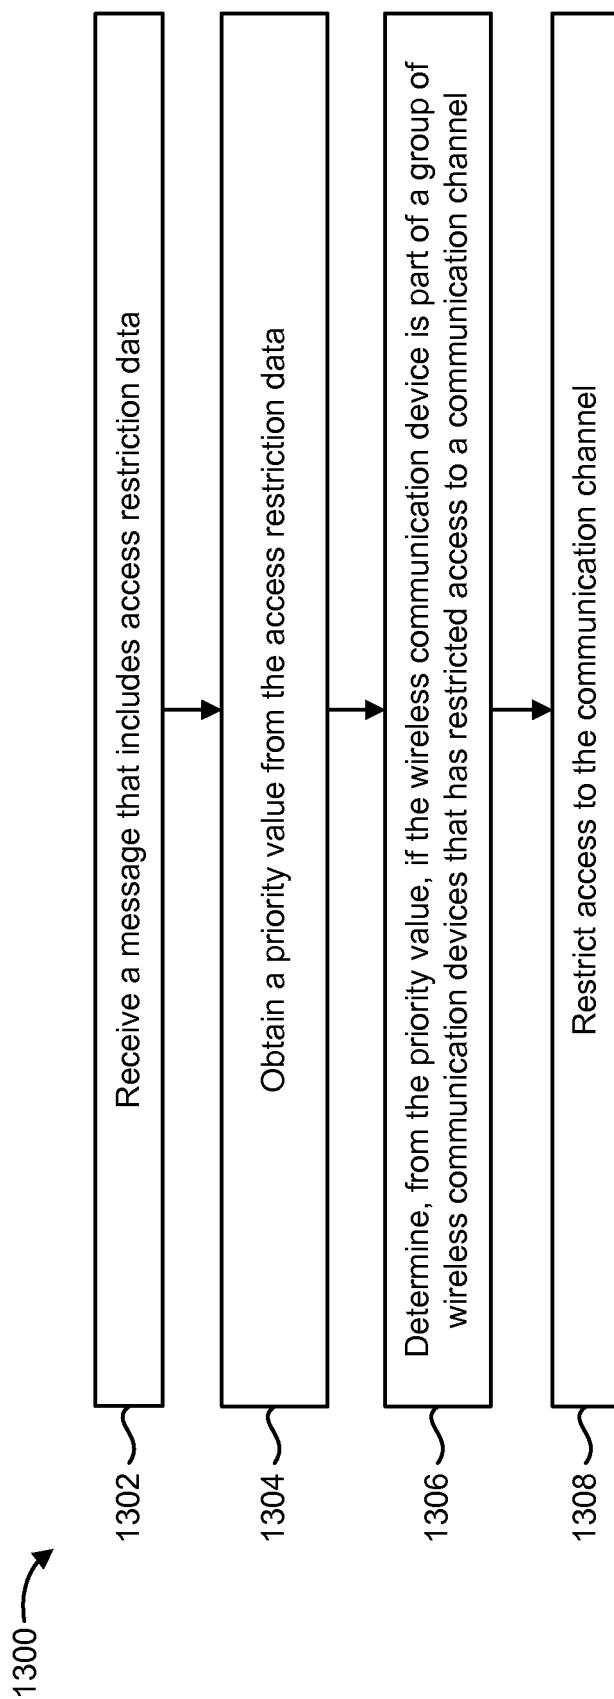 1300
1302
Receive a message that includes access restriction data
1304
Obtain a priority value from the access restriction data
1306
Determine, from the priority value, if the wireless communication device is part of a group of
wireless communication devices that has restricted access to a communication channel
1308
Restrict access to the communication channel